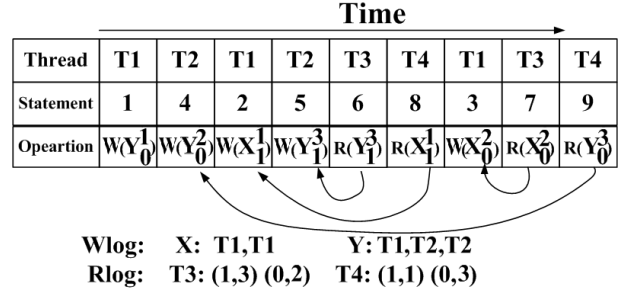 Time
Thread T1 T2 T1 T2 T3 T4 T1 T3 T4
Statement 1 4 2 5 6 8 3 7 9
Opeartion W(Y¹₀) W(Y²₀) W(X¹₁) W(Y³₁) R(Y³₁) R(X¹₁) W(X²₀) R(X²₀) R(Y³₀)
Wlog: X: T1,T1 Y: T1,T2,T2
Rlog: T3: (1,3) (0,2) T4: (1,1) (0,3)